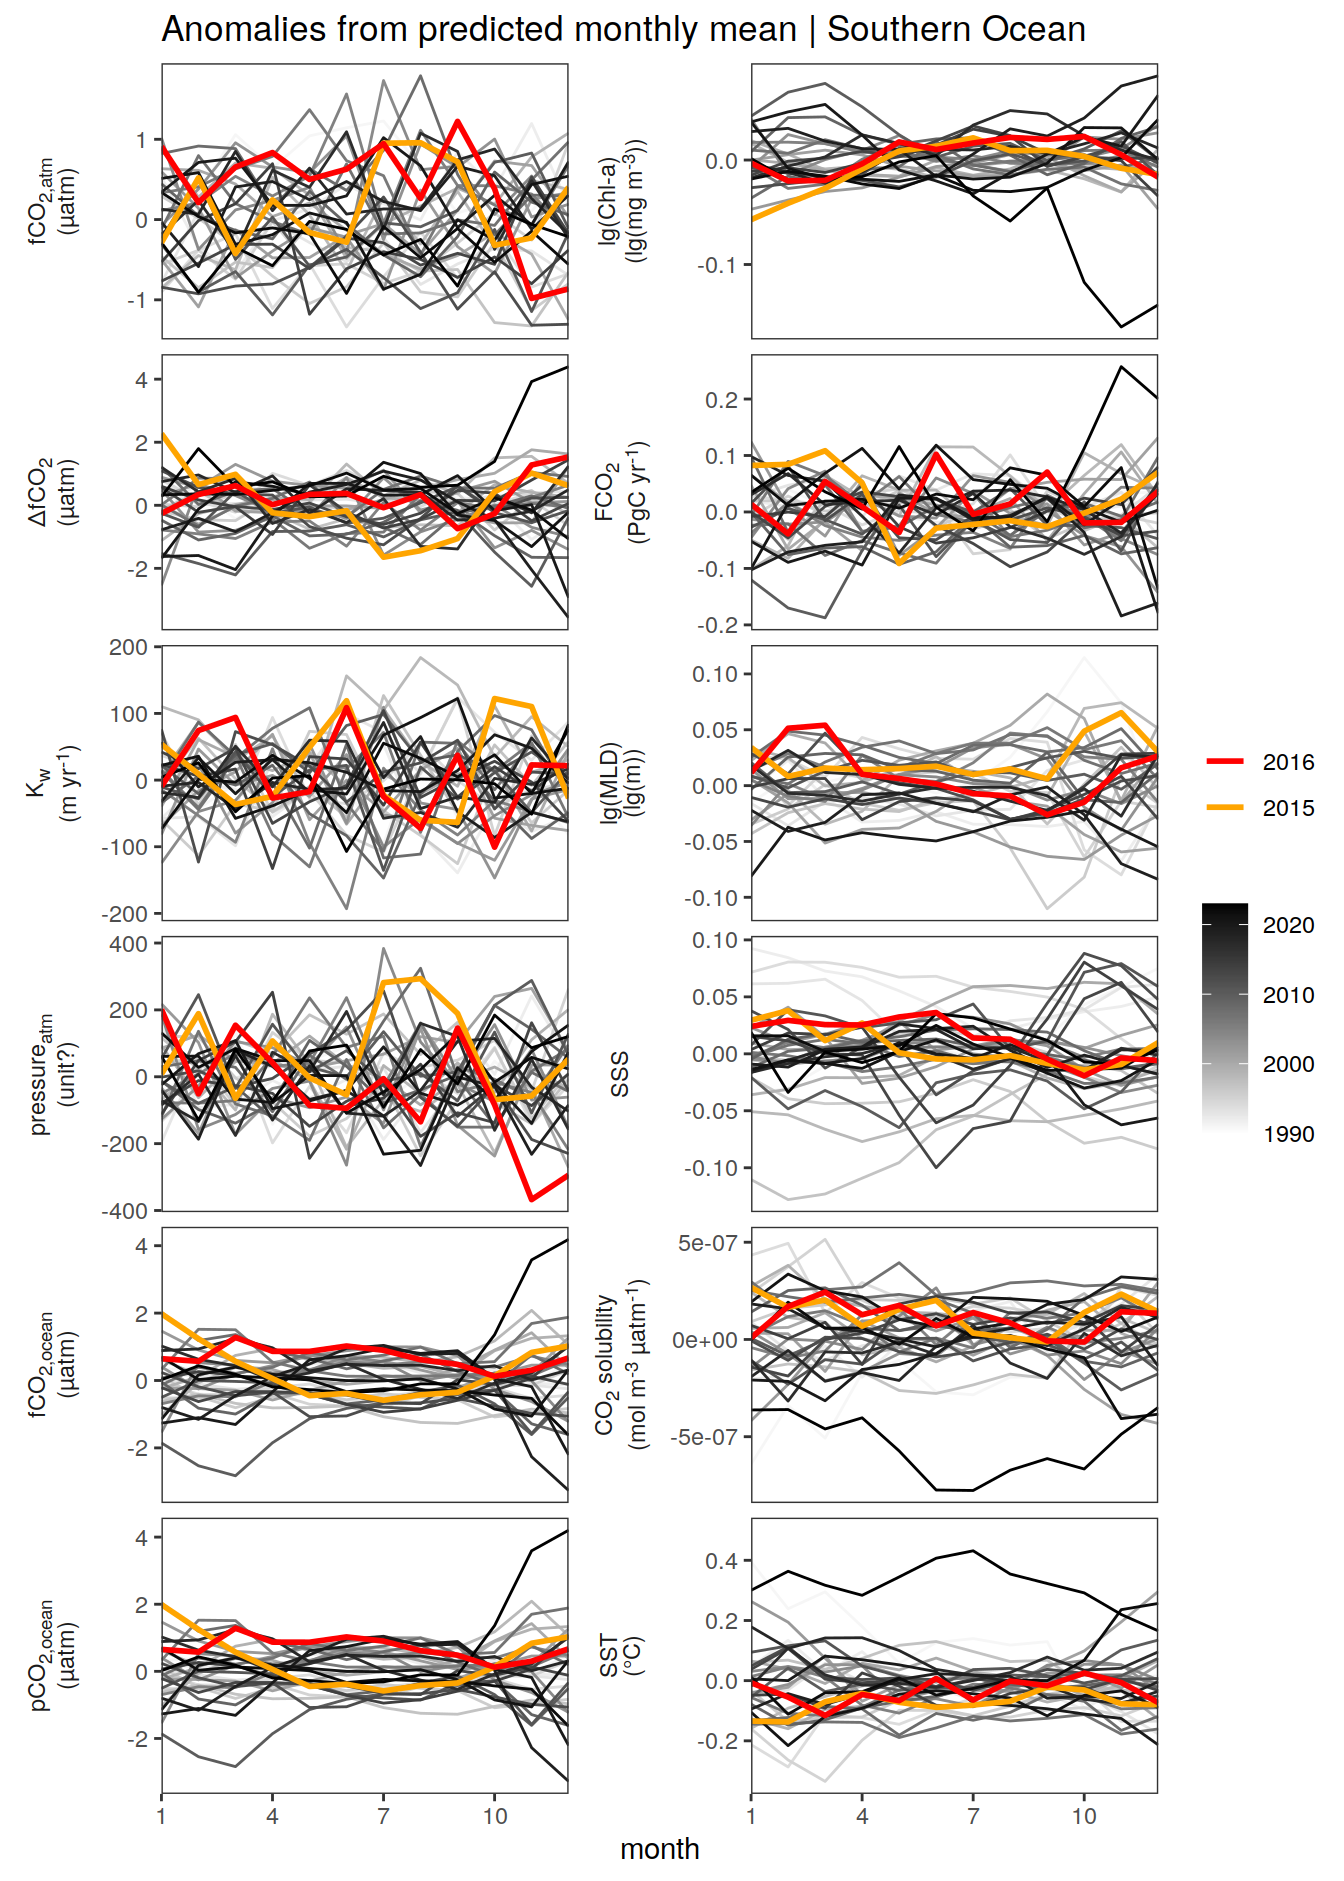 Anomalies from predicted monthly mean | Southern Ocean
fCO2,atm
(µatm)
1
0
-1
lg(Chl-a)
(lg(mg m-3))
0.0
-0.1
ΔfCO2
(µatm)
4
2
0
-2
FCO2
(PgC yr-1)
0.2
0.1
0.0
-0.1
-0.2
Kw
(m yr-1)
200
100
0
-100
-200
lg(MLD)
(lg(m))
0.10
0.05
0.00
-0.05
-0.10
pressureatm
(unit?)
400
200
0
-200
-400
SSS
0.10
0.05
0.00
-0.05
-0.10
fCO2,ocean
(µatm)
4
2
0
-2
CO2 solubility
(mol m-3 µatm-1)
5e-07
0e+00
-5e-07
pCO2,ocean
(µatm)
4
2
0
-2
SST
(°C)
0.4
0.2
0.0
-0.2
1 4 7 10
1 4 7 10
month
2016
2015
2020
2010
2000
1990